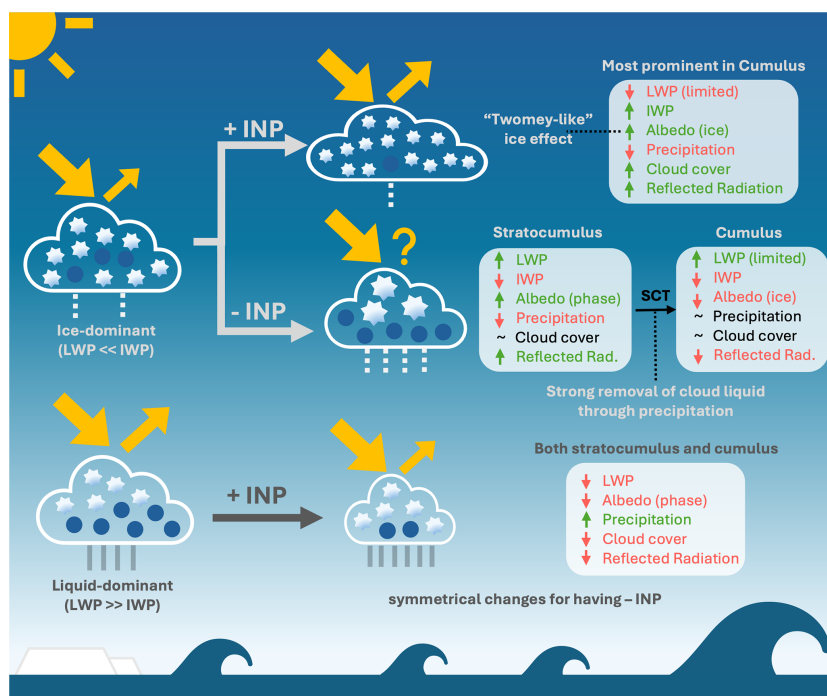 Most prominent in Cumulus
LWP (limited)
IWP
Albedo (ice)
Precipitation
Cloud cover
Reflected Radiation
"Twomey-like"
ice effect
+ INP
- INP
?
Ice-dominant
(LWP << IWP)
Stratocumulus
LWP
IWP
Albedo (phase)
Precipitation
~ Cloud cover
Reflected Rad.
SCT
Cumulus
LWP (limited)
IWP
Albedo (ice)
~ Precipitation
~ Cloud cover
Reflected Rad.
Strong removal of cloud liquid
through precipitation
Both stratocumulus and cumulus
LWP
Albedo (phase)
Precipitation
Cloud cover
Reflected Radiation
+ INP
Liquid-dominant
(LWP >> IWP)
symmetrical changes for having – INP